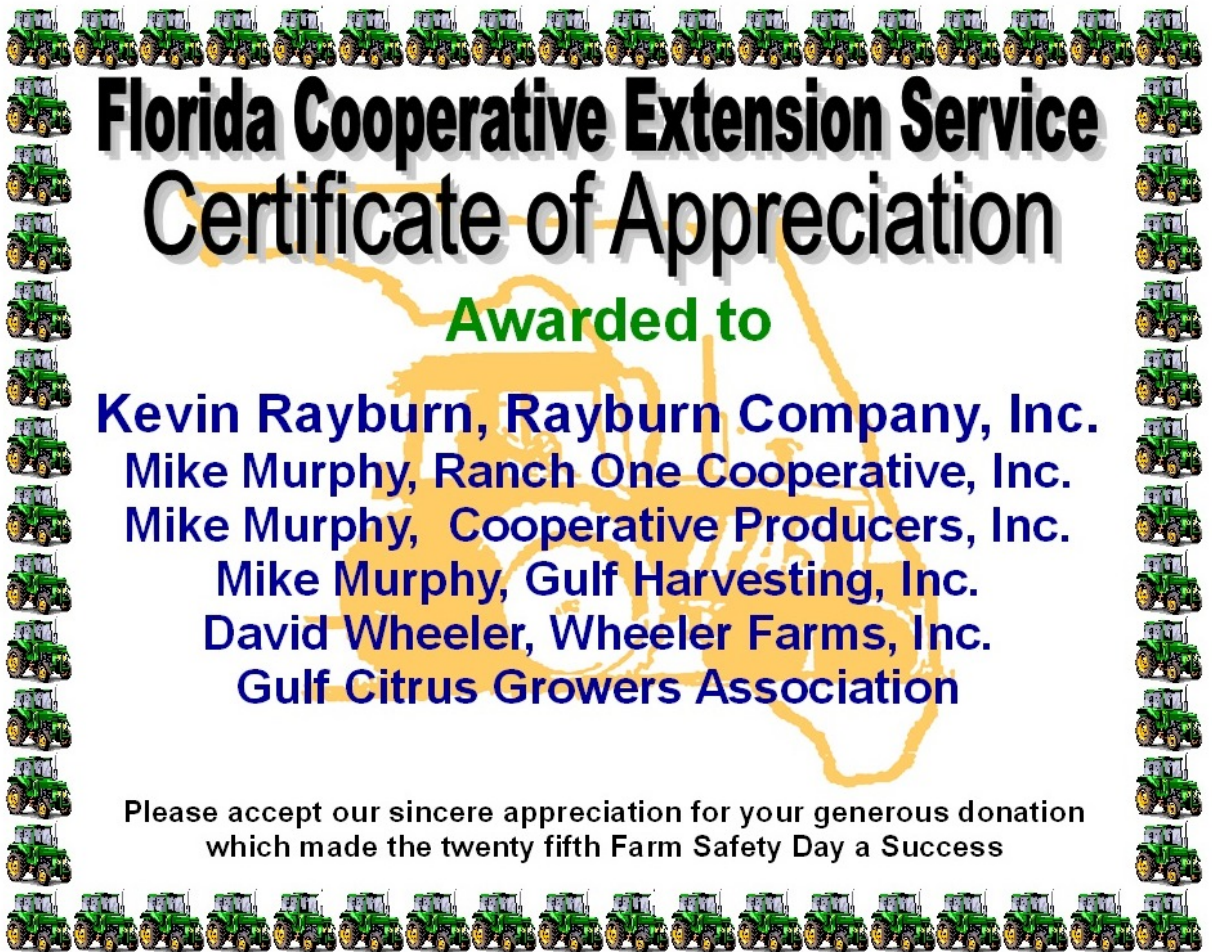 Florida Cooperative Extension Service
Certificate of Appreciation
Awarded to
Kevin Rayburn, Rayburn Company, Inc.
Mike Murphy, Ranch One Cooperative, Inc.
Mike Murphy,  Cooperative Producers, Inc.
Mike Murphy, Gulf Harvesting, Inc.
David Wheeler, Wheeler Farms, Inc.
Gulf Citrus Growers Association
Please accept our sincere appreciation for your generous donation
which made the twenty fifth Farm Safety Day a Success